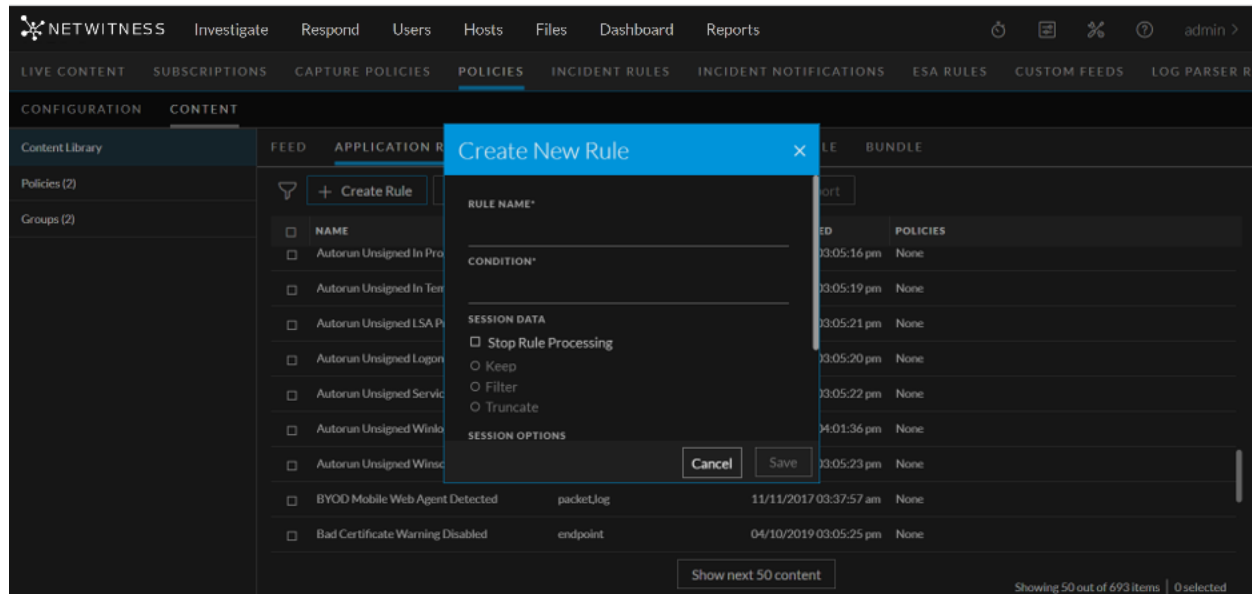 NETWITNESS Investigate Respond Users Hosts Files Dashboard Reports admin >
LIVE CONTENT SUBSCRIPTIONS CAPTURE POLICIES POLICIES INCIDENT RULES INCIDENT NOTIFICATIONS ESA RULES CUSTOM FEEDS LOG PARSER R
CONFIGURATION CONTENT
Content Library
Policies (2)
Groups (2)
FEED APPLICATION R LE BUNDLE
+ Create Rule ort
NAME ED POLICIES
Autorun Unsigned In Pro 03:05:16 pm None
Autorun Unsigned In Tem 03:05:19 pm None
Autorun Unsigned LSA P 03:05:21 pm None
Autorun Unsigned Logon 03:05:20 pm None
Autorun Unsigned Servic 03:05:22 pm None
Autorun Unsigned Winlo 04:01:36 pm None
Autorun Unsigned Winso 03:05:23 pm None
BYOD Mobile Web Agent Detected packet,log 11/11/2017 03:37:57 am None
Bad Certificate Warning Disabled endpoint 04/10/2019 03:05:25 pm None
Show next 50 content
Showing 50 out of 693 items | 0 selected
Create New Rule ×
RULE NAME*
CONDITION*
SESSION DATA
Stop Rule Processing
Keep
Filter
Truncate
SESSION OPTIONS
Cancel Save